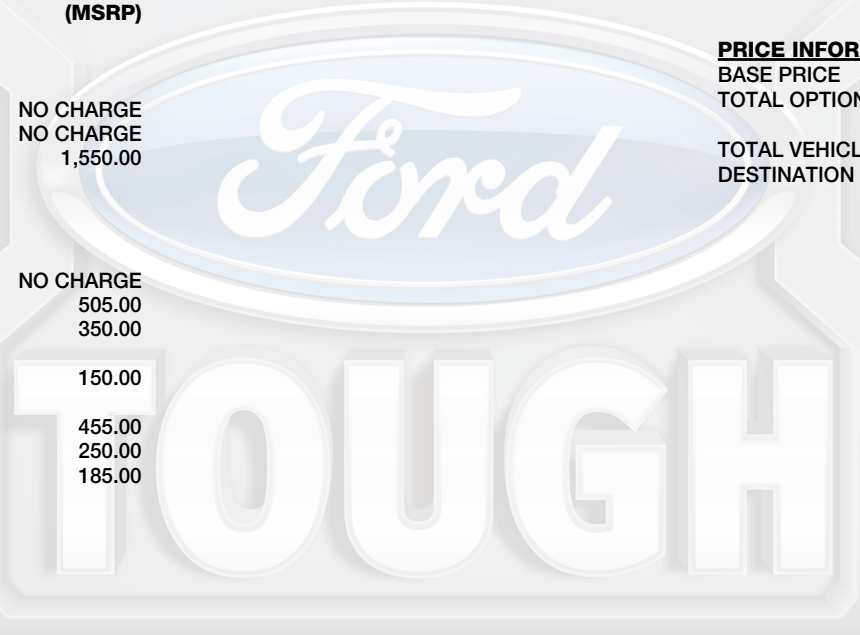 (MSRP)
NO CHARGE
NO CHARGE
1,550.00
NO CHARGE
505.00
350.00
150.00
455.00
250.00
185.00
PRICE INFOR
BASE PRICE
TOTAL OPTION
TOTAL VEHICL
DESTINATION
Ford
TOUGH